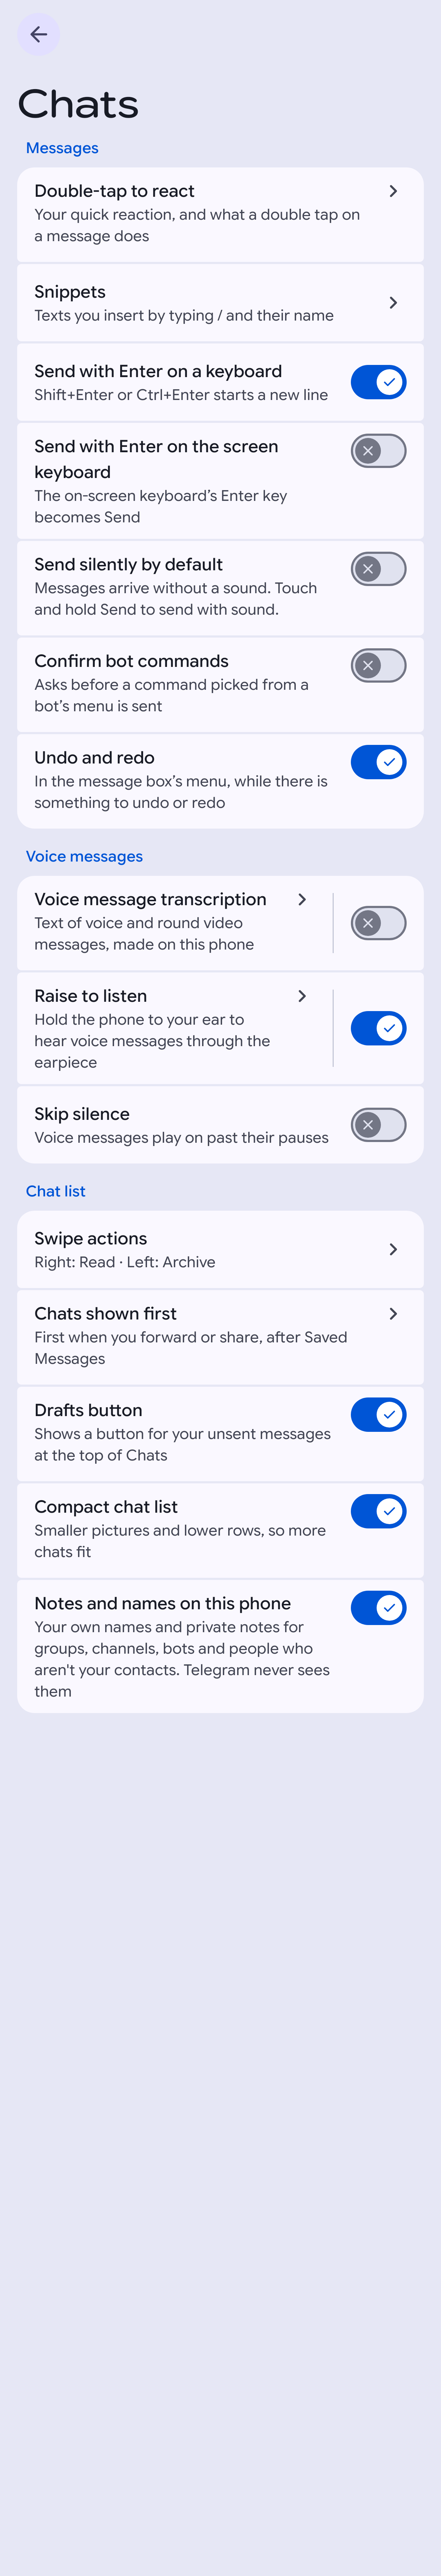 Chats
Messages
Double-tap to react
Your quick reaction, and what a double tap on
a message does
Snippets
Texts you insert by typing / and their name
Send with Enter on a keyboard
Shift+Enter or Ctrl+Enter starts a new line
Send with Enter on the screen
keyboard
The on-screen keyboard’s Enter key
becomes Send
Send silently by default
Messages arrive without a sound. Touch
and hold Send to send with sound.
Confirm bot commands
Asks before a command picked from a
bot’s menu is sent
Undo and redo
In the message box’s menu, while there is
something to undo or redo
Voice messages
Voice message transcription
Text of voice and round video
messages, made on this phone
Raise to listen
Hold the phone to your ear to
hear voice messages through the
earpiece
Skip silence
Voice messages play on past their pauses
Chat list
Swipe actions
Right: Read · Left: Archive
Chats shown first
First when you forward or share, after Saved
Messages
Drafts button
Shows a button for your unsent messages
at the top of Chats
Compact chat list
Smaller pictures and lower rows, so more
chats fit
Notes and names on this phone
Your own names and private notes for
groups, channels, bots and people who
aren't your contacts. Telegram never sees
them